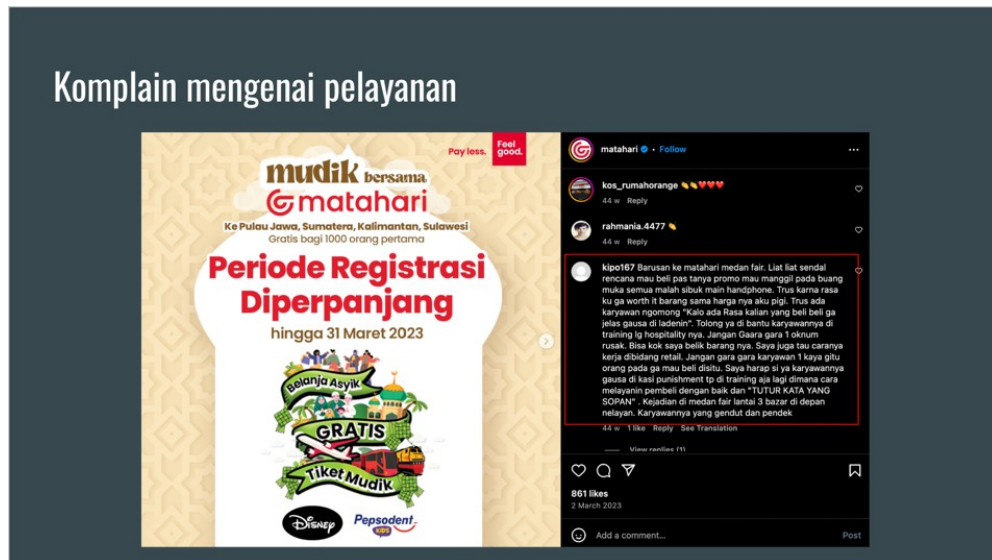 Komplain mengenai pelayanan
Pay less.
Feel
good.
mudik bersama
matahari
Ke Pulau Jawa, Sumatera, Kalimantan, Sulawesi
Gratis bagi 1000 orang pertama
Periode Registrasi
Diperpanjang
hingga 31 Maret 2023
Belanja Asyik
GRATIS
Tiket Mudik
Disney
Pepsodent
KIDS
matahari • Follow
kos_rumahorange 👏👏❤️❤️❤️
44 w Reply
rahmania.4477 👏
44 w Reply
kipo167 Barusan ke matahari medan fair. Liat liat sendal
rencana mau beli pas tanya promo mau manggil pada buang
muka semua malah sibuk main handphone. Trus karna rasa
ku ga worth it barang sama harga nya aku pigi. Trus ada
karyawan ngomong "Kalo ada Rasa kalian yang beli beli ga
jelas gausa di ladenin". Tolong ya di bantu karyawannya di
training lg hospitality nya. Jangan Gaara gara 1 oknum
rusak. Bisa kok saya belik barang nya. Saya juga tau caranya
kerja dibidang retail. Jangan gara gara karyawan 1 kaya gitu
orang pada ga mau beli disitu. Saya harap si ya karyawannya
gausa di kasi punishment tp di training aja lagi dimana cara
melayanin pembeli dengan baik dan "TUTUR KATA YANG
SOPAN" . Kejadian di medan fair lantai 3 bazar di depan
nelayan. Karyawannya yang gendut dan pendek
44 w 1 like Reply See Translation
View replies (1)
861 likes
2 March 2023
Add a comment...
Post